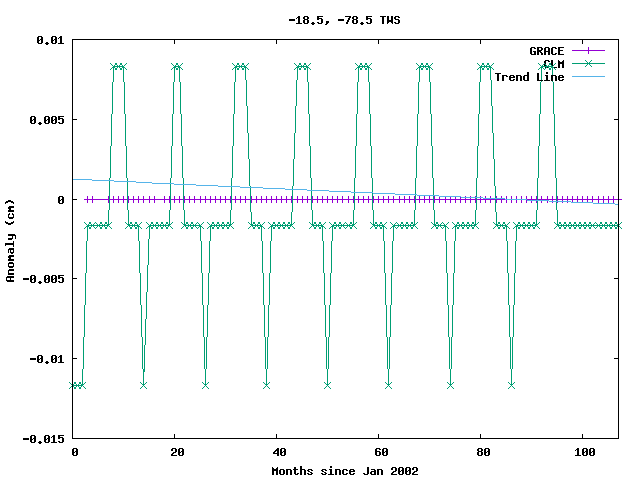 -18.5, -78.5 TWS
0.01
0.005
0
-0.005
-0.01
-0.015
Anomaly (cm)
GRACE
CLM
Trend Line
0 20 40 60 80 100
Months since Jan 2002